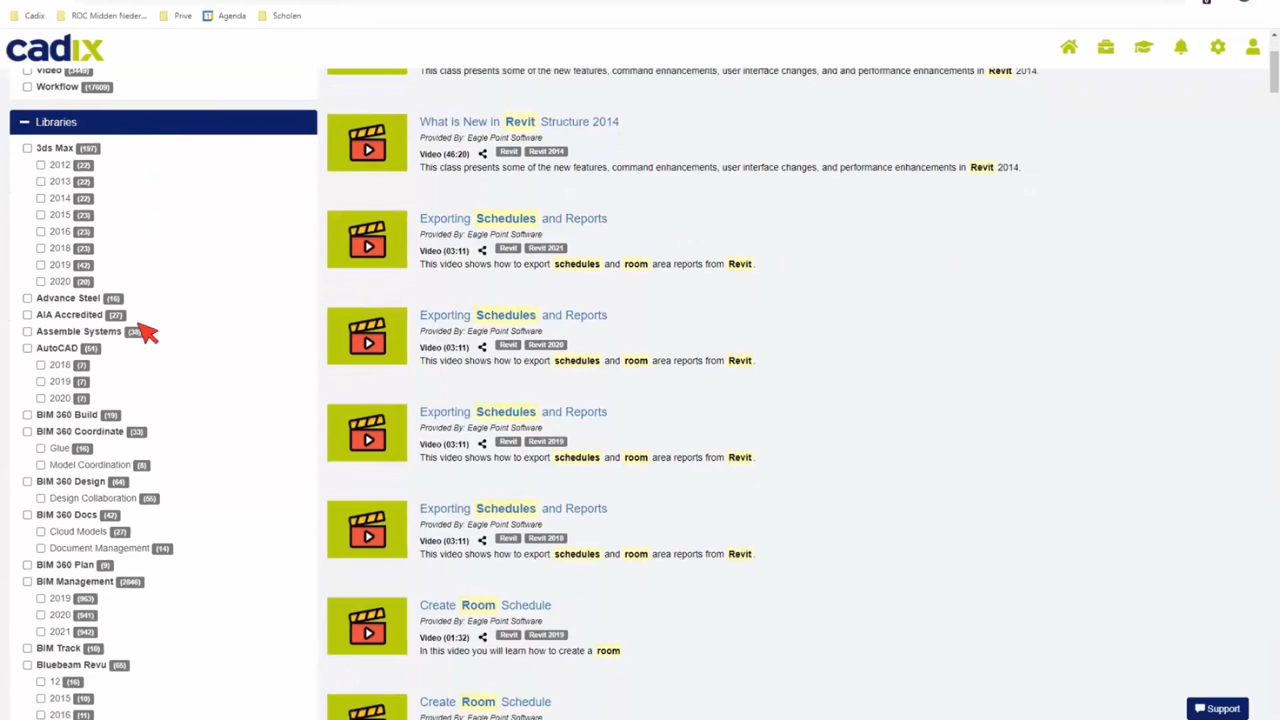 Cadix ROC Midden Neder... Prive Agenda Scholen
cadix
Video (3449)
Workflow (17609)
Libraries
3ds Max (197)
2012 (22)
2013 (22)
2014 (22)
2015 (23)
2016 (23)
2018 (23)
2019 (42)
2020 (20)
Advance Steel (16)
AIA Accredited (27)
Assemble Systems (38)
AutoCAD (51)
2018 (7)
2019 (7)
2020 (7)
BIM 360 Build (19)
BIM 360 Coordinate (33)
Glue (16)
Model Coordination (5)
BIM 360 Design (64)
Design Collaboration (55)
BIM 360 Docs (42)
Cloud Models (27)
Document Management (14)
BIM 360 Plan (9)
BIM Management (2846)
2019 (963)
2020 (941)
2021 (942)
BIM Track (10)
Bluebeam Revu (55)
12 (16)
2015 (10)
2016 (11)
This class presents some of the new features, command enhancements, user interface changes, and and performance enhancements in Revit 2014.
What is New in Revit Structure 2014
Provided By: Eagle Point Software
Video (46:20) Revit Revit 2014
This class presents some of the new features, command enhancements, user interface changes, and performance enhancements in Revit 2014.
Exporting Schedules and Reports
Provided By: Eagle Point Software
Video (03:11) Revit Revit 2021
This video shows how to export schedules and room area reports from Revit.
Exporting Schedules and Reports
Provided By: Eagle Point Software
Video (03:11) Revit Revit 2020
This video shows how to export schedules and room area reports from Revit.
Exporting Schedules and Reports
Provided By: Eagle Point Software
Video (03:11) Revit Revit 2019
This video shows how to export schedules and room area reports from Revit.
Exporting Schedules and Reports
Provided By: Eagle Point Software
Video (03:11) Revit Revit 2018
This video shows how to export schedules and room area reports from Revit.
Create Room Schedule
Provided By: Eagle Point Software
Video (01:32) Revit Revit 2019
In this video you will learn how to create a room
Create Room Schedule
Provided By: Eagle Point Software
Support